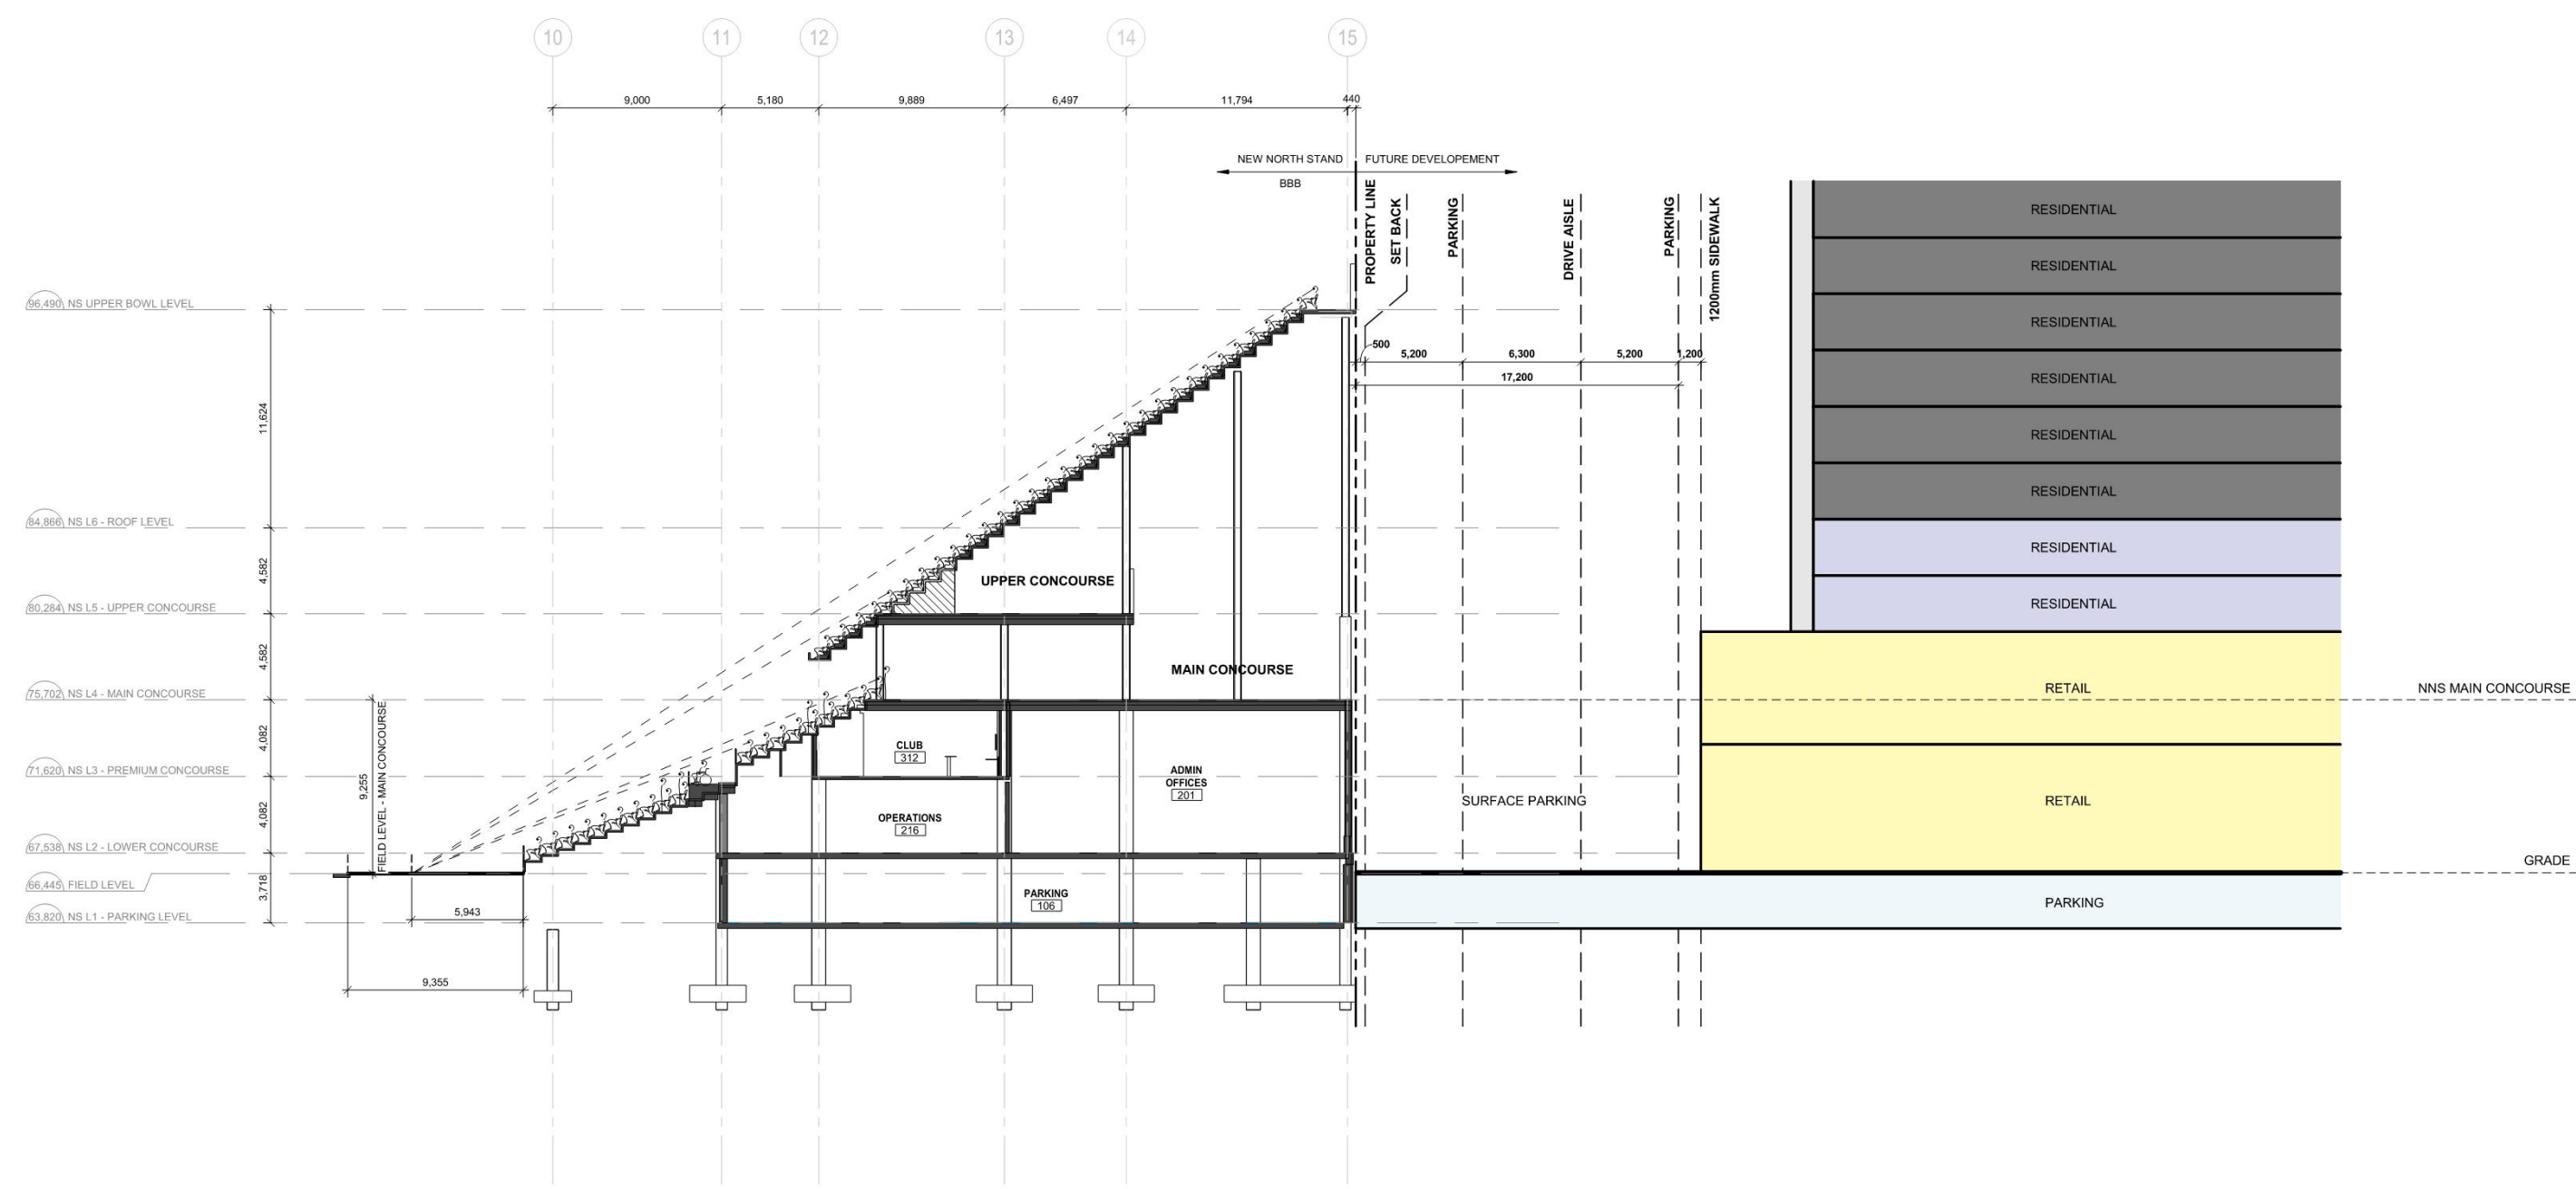 10
11
12
13
14
15
9,000
5,180
9,889
6,497
11,794
440
NEW NORTH STAND
FUTURE DEVELOPEMENT
BBB
PROPERTY LINE
SET BACK
PARKING
DRIVE AISLE
PARKING
1200mm SIDEWALK
500
5,200
6,300
5,200
1,200
17,200
96,490 NS UPPER BOWL LEVEL
84,866 NS L6 - ROOF LEVEL
80,284 NS L5 - UPPER CONCOURSE
75,702 NS L4 - MAIN CONCOURSE
71,620 NS L3 - PREMIUM CONCOURSE
67,538 NS L2 - LOWER CONCOURSE
66,445 FIELD LEVEL
63,820 NS L1 - PARKING LEVEL
11,624
4,582
4,582
4,082
4,082
3,718
9,255
FIELD LEVEL - MAIN CONCOURSE
5,943
9,355
UPPER CONCOURSE
MAIN CONCOURSE
CLUB
312
ADMIN
OFFICES
201
OPERATIONS
216
PARKING
106
SURFACE PARKING
RESIDENTIAL
RESIDENTIAL
RESIDENTIAL
RESIDENTIAL
RESIDENTIAL
RESIDENTIAL
RESIDENTIAL
RESIDENTIAL
RETAIL
RETAIL
PARKING
NNS MAIN CONCOURSE
GRADE